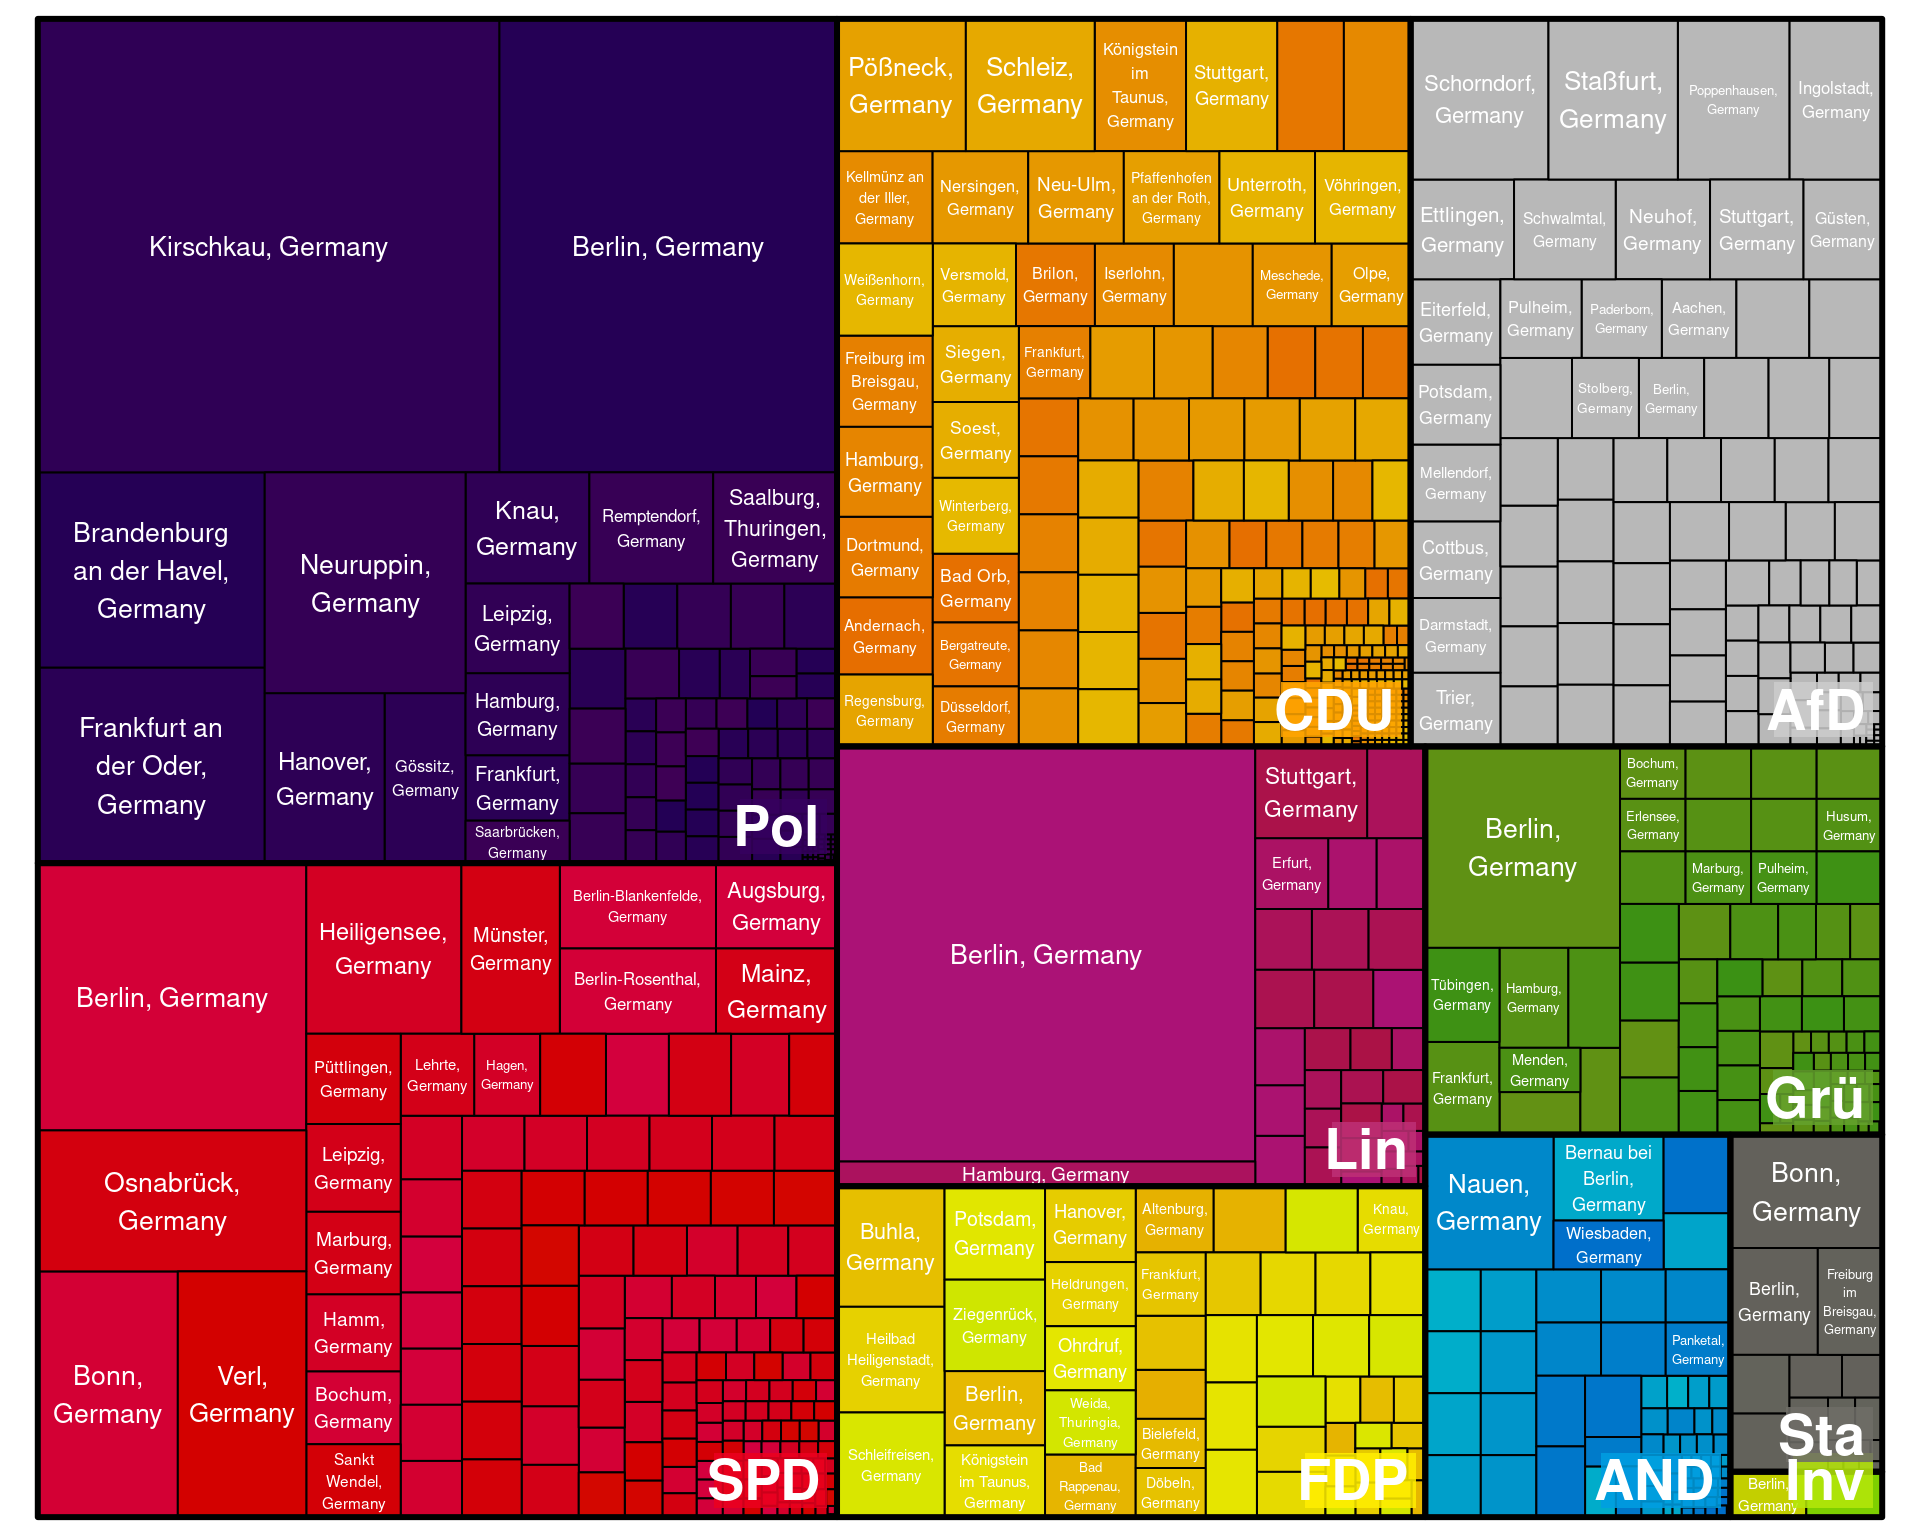 Kirschkau, Germany
Berlin, Germany
Brandenburg
an der Havel,
Germany
Frankfurt an
der Oder,
Germany
Neuruppin,
Germany
Hanover,
Germany
Gössitz,
Germany
Knau,
Germany
Remptendorf,
Germany
Saalburg,
Thuringen,
Germany
Leipzig,
Germany
Hamburg,
Germany
Frankfurt,
Germany
Saarbrücken,
Germany
Pol
Pößneck,
Germany
Schleiz,
Germany
Königstein
im
Taunus,
Germany
Stuttgart,
Germany
Kellmünz an
der Iller,
Germany
Nersingen,
Germany
Neu-Ulm,
Germany
Pfaffenhofen
an der Roth,
Germany
Unterroth,
Germany
Vöhringen,
Germany
Weißenhorn,
Germany
Versmold,
Germany
Brilon,
Germany
Iserlohn,
Germany
Meschede,
Germany
Olpe,
Germany
Freiburg im
Breisgau,
Germany
Siegen,
Germany
Frankfurt,
Germany
Hamburg,
Germany
Soest,
Germany
Winterberg,
Germany
Dortmund,
Germany
Bad Orb,
Germany
Andernach,
Germany
Bergatreute,
Germany
Regensburg,
Germany
Düsseldorf,
Germany
CDU
Schorndorf,
Germany
Staßfurt,
Germany
Poppenhausen,
Germany
Ingolstadt,
Germany
Ettlingen,
Germany
Schwalmtal,
Germany
Neuhof,
Germany
Stuttgart,
Germany
Güsten,
Germany
Eiterfeld,
Germany
Pulheim,
Germany
Paderborn,
Germany
Aachen,
Germany
Potsdam,
Germany
Stolberg,
Germany
Berlin,
Germany
Mellendorf,
Germany
Cottbus,
Germany
Darmstadt,
Germany
Trier,
Germany
AfD
Berlin, Germany
Osnabrück,
Germany
Bonn,
Germany
Verl,
Germany
Heiligensee,
Germany
Münster,
Germany
Berlin-Blankenfelde,
Germany
Augsburg,
Germany
Berlin-Rosenthal,
Germany
Mainz,
Germany
Püttlingen,
Germany
Lehrte,
Germany
Hagen,
Germany
Leipzig,
Germany
Marburg,
Germany
Hamm,
Germany
Bochum,
Germany
Sankt
Wendel,
Germany
SPD
Berlin, Germany
Hamburg, Germany
Stuttgart,
Germany
Erfurt,
Germany
Lin
Berlin,
Germany
Bochum,
Germany
Erlensee,
Germany
Husum,
Germany
Marburg,
Germany
Pulheim,
Germany
Tübingen,
Germany
Hamburg,
Germany
Frankfurt,
Germany
Menden,
Germany
Grü
Buhla,
Germany
Heilbad
Heiligenstadt,
Germany
Schleifreisen,
Germany
Potsdam,
Germany
Ziegenrück,
Germany
Berlin,
Germany
Königstein
im Taunus,
Germany
Hanover,
Germany
Heldrungen,
Germany
Ohrdruf,
Germany
Weida,
Thuringia,
Germany
Bad
Rappenau,
Germany
Altenburg,
Germany
Knau,
Germany
Frankfurt,
Germany
Bielefeld,
Germany
Döbeln,
Germany
FDP
Nauen,
Germany
Bernau bei
Berlin,
Germany
Wiesbaden,
Germany
Panketal,
Germany
AND
Bonn,
Germany
Berlin,
Germany
Freiburg
im
Breisgau,
Germany
Sta
Berlin,
Germany
Inv